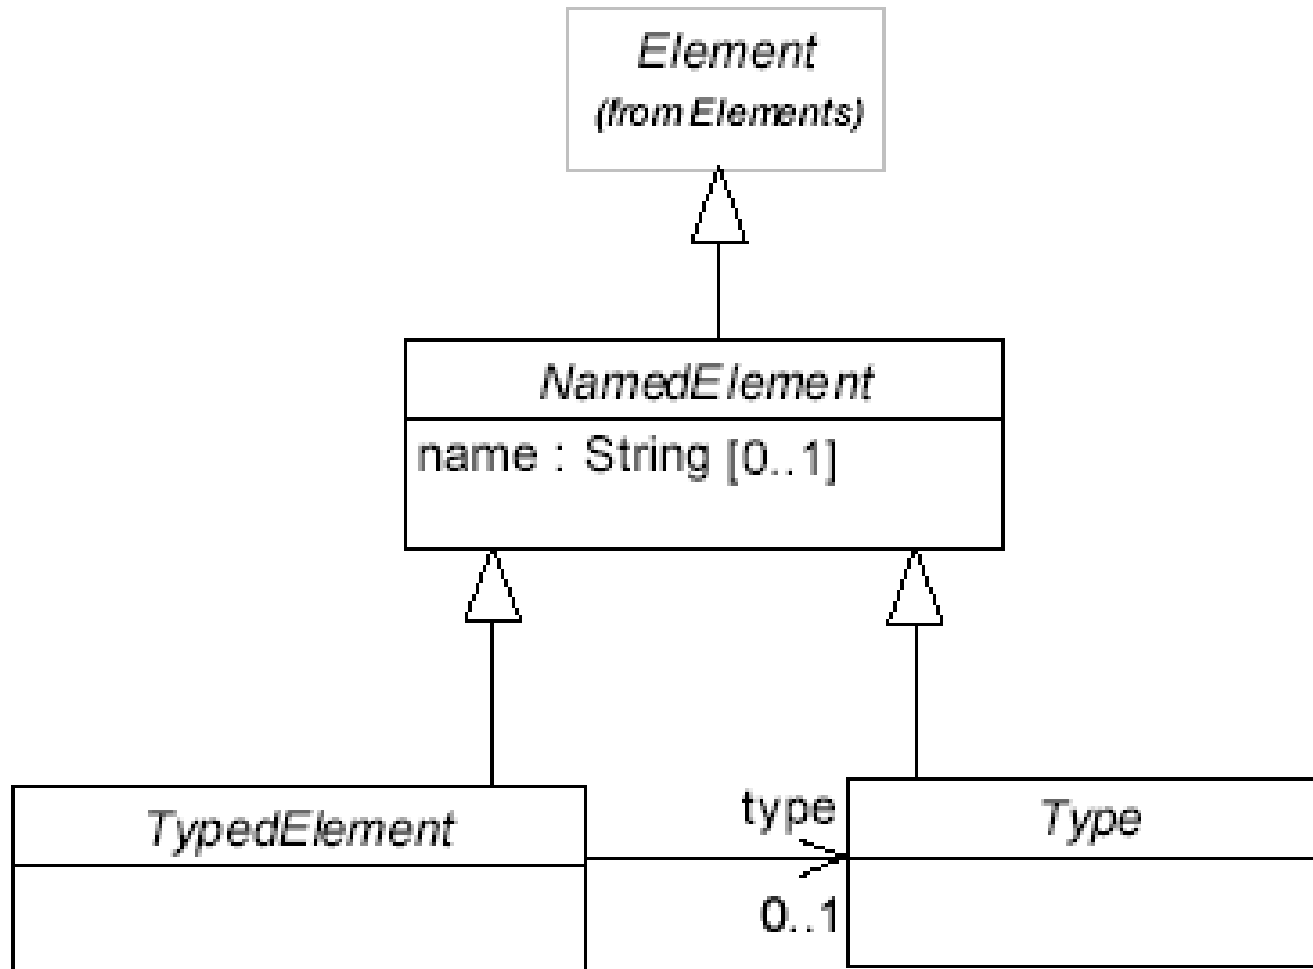 Element
(from Elements)
NamedElement
name : String [0..1]
TypedElement
type
Type
0..1